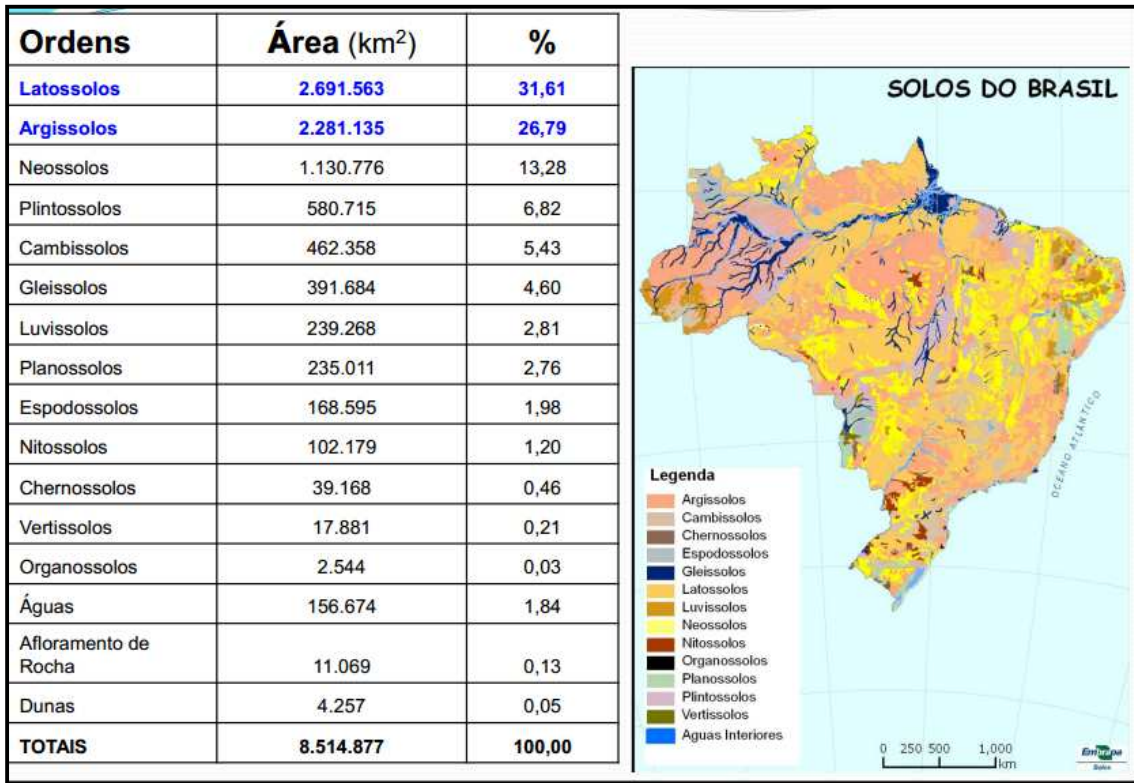 Ordens Área (km²) %
Latossolos 2.691.563 31,61
Argissolos 2.281.135 26,79
Neossolos 1.130.776 13,28
Plintossolos 580.715 6,82
Cambissolos 462.358 5,43
Gleissolos 391.684 4,60
Luvissolos 239.268 2,81
Planossolos 235.011 2,76
Espodossolos 168.595 1,98
Nitossolos 102.179 1,20
Chernossolos 39.168 0,46
Vertissolos 17.881 0,21
Organossolos 2.544 0,03
Águas 156.674 1,84
Afloramento de
Rocha 11.069 0,13
Dunas 4.257 0,05
TOTAIS 8.514.877 100,00
SOLOS DO BRASIL
OCEANO ATLÂNTICO
Legenda
Argissolos
Cambissolos
Chernossolos
Espodossolos
Gleissolos
Latossolos
Luvissolos
Neossolos
Nitossolos
Organossolos
Planossolos
Plintossolos
Vertissolos
Aguas Interiores
0 250 500 1,000
km
Embrapa
Solos